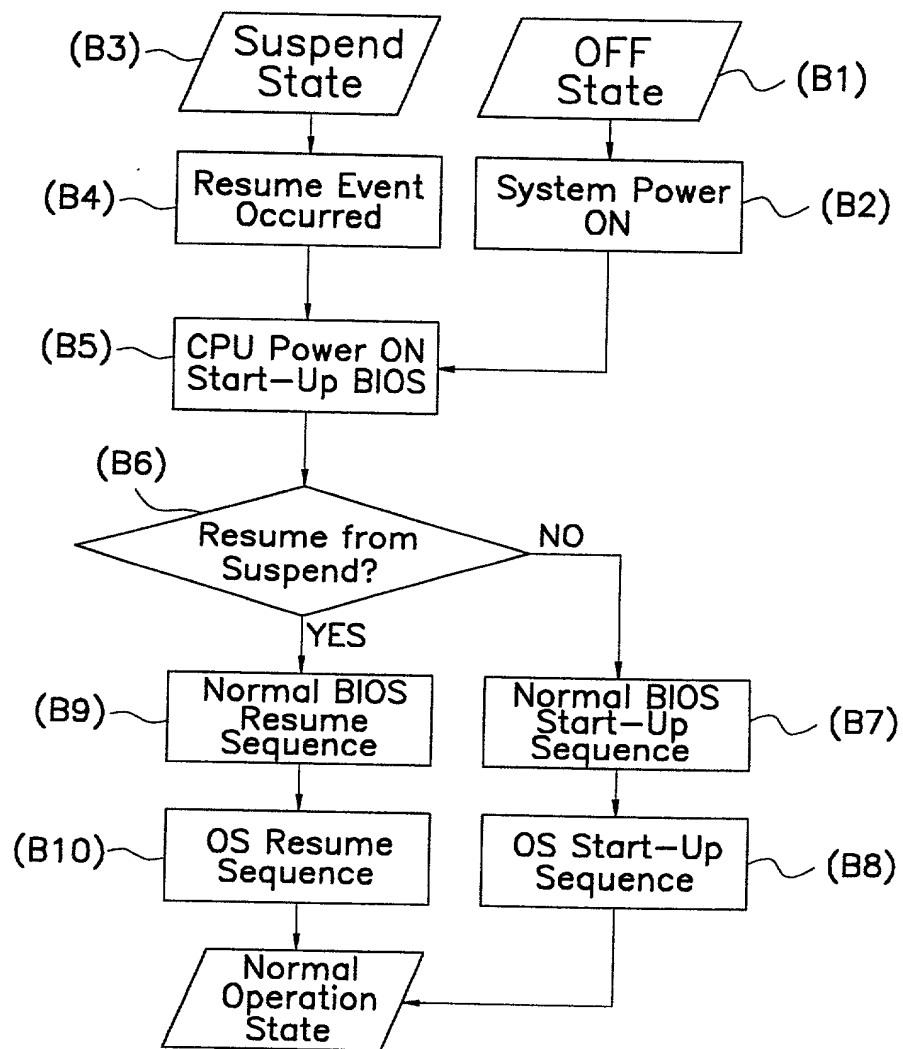 (B3)
Suspend
State
OFF
State
(B1)
(B4)
Resume Event
Occurred
System Power
ON
(B2)
(B5)
CPU Power ON
Start-Up BIOS
(B6)
Resume from
Suspend?
NO
YES
(B9)
Normal BIOS
Resume
Sequence
Normal BIOS
Start-Up
Sequence
(B7)
(B10)
OS Resume
Sequence
OS Start-Up
Sequence
(B8)
Normal
Operation
State